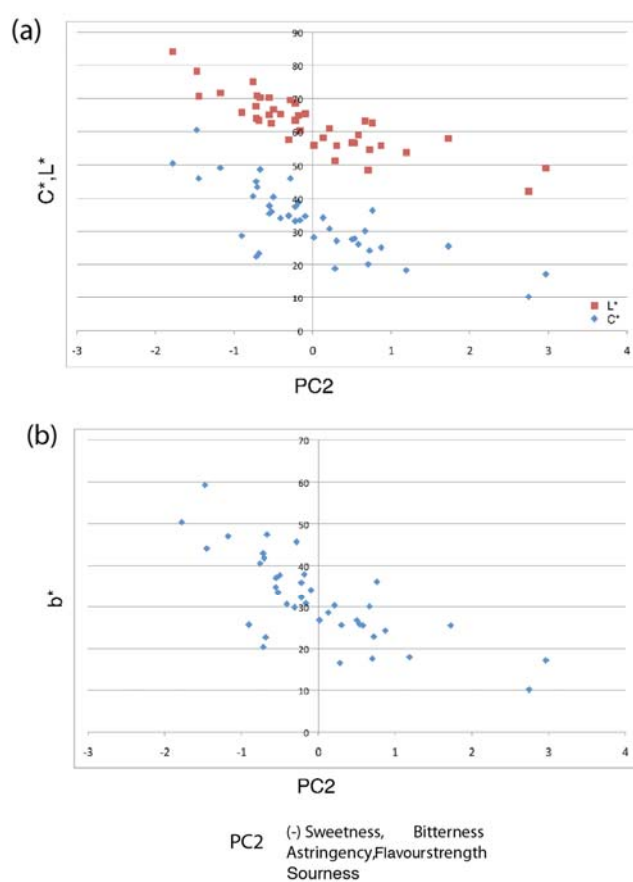 (a)
90
80
70
60
50
40
30
20
10
0
C*,L*
L*
C*
-3 -2 -1 0 1 2 3 4
PC2
(b)
70
60
50
40
30
20
10
0
b*
-3 -2 -1 0 1 2 3 4
PC2
PC2 (-) Sweetness, Bitterness
Astringency,Flavourstrength
Sourness